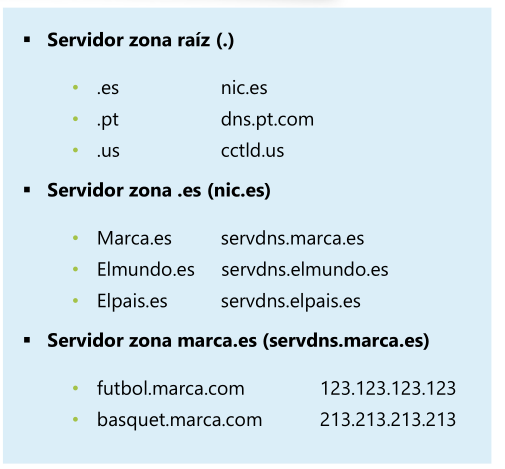 ▪ Servidor zona raíz (.)
• .es nic.es
• .pt dns.pt.com
• .us cctld.us
▪ Servidor zona .es (nic.es)
• Marca.es servdns.marca.es
• Elmundo.es servdns.elmundo.es
• Elpais.es servdns.elpais.es
▪ Servidor zona marca.es (servdns.marca.es)
• futbol.marca.com 123.123.123.123
• basquet.marca.com 213.213.213.213